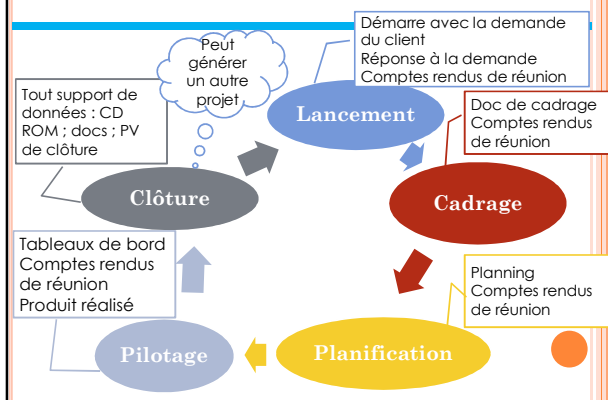 Démarre avec la demande
du client
Réponse à la demande
Comptes rendus de réunion
Peut
générer
un autre
projet
Lancement
Tout support de
données : CD
ROM ; docs ; PV
de clôture
Doc de cadrage
Comptes rendus
de réunion
Clôture
Cadrage
Tableaux de bord
Comptes rendus
de réunion
Produit réalisé
Planning
Comptes rendus
de réunion
Pilotage
Planification